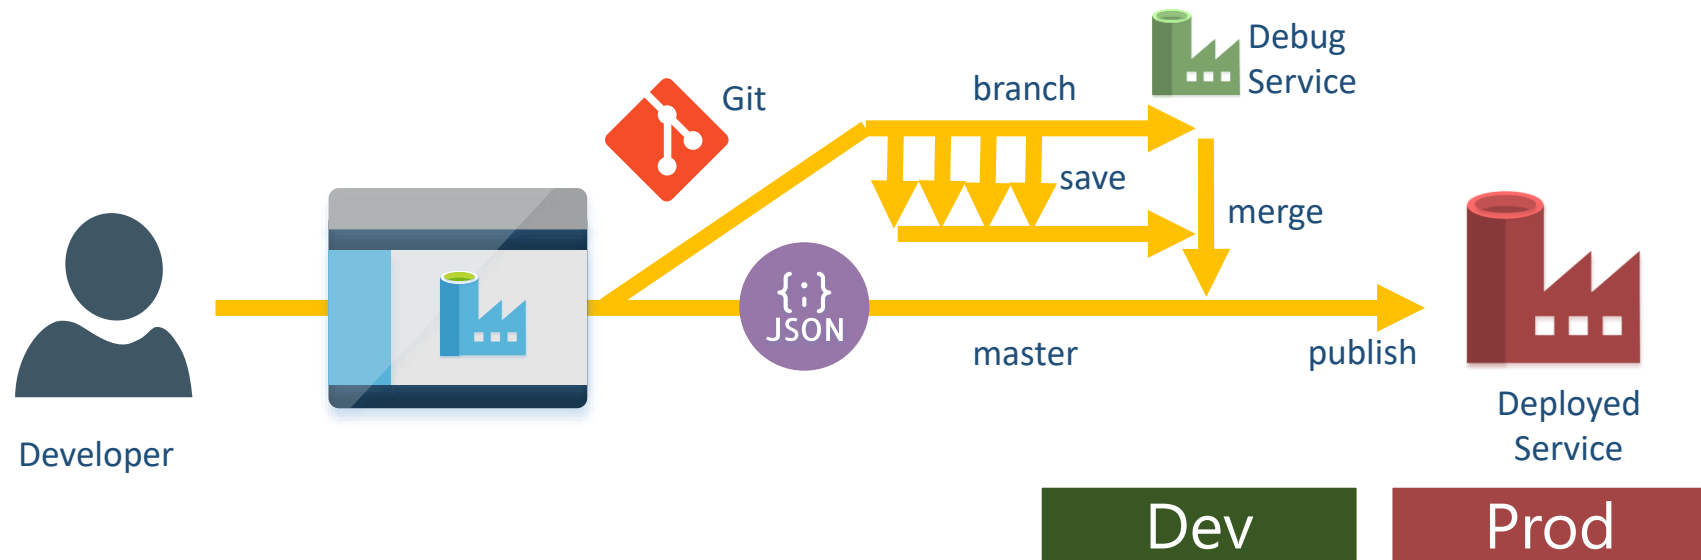 Debug
Service
branch
Git
save
merge
{;}
JSON
master
publish
Deployed
Service
Developer
Dev
Prod